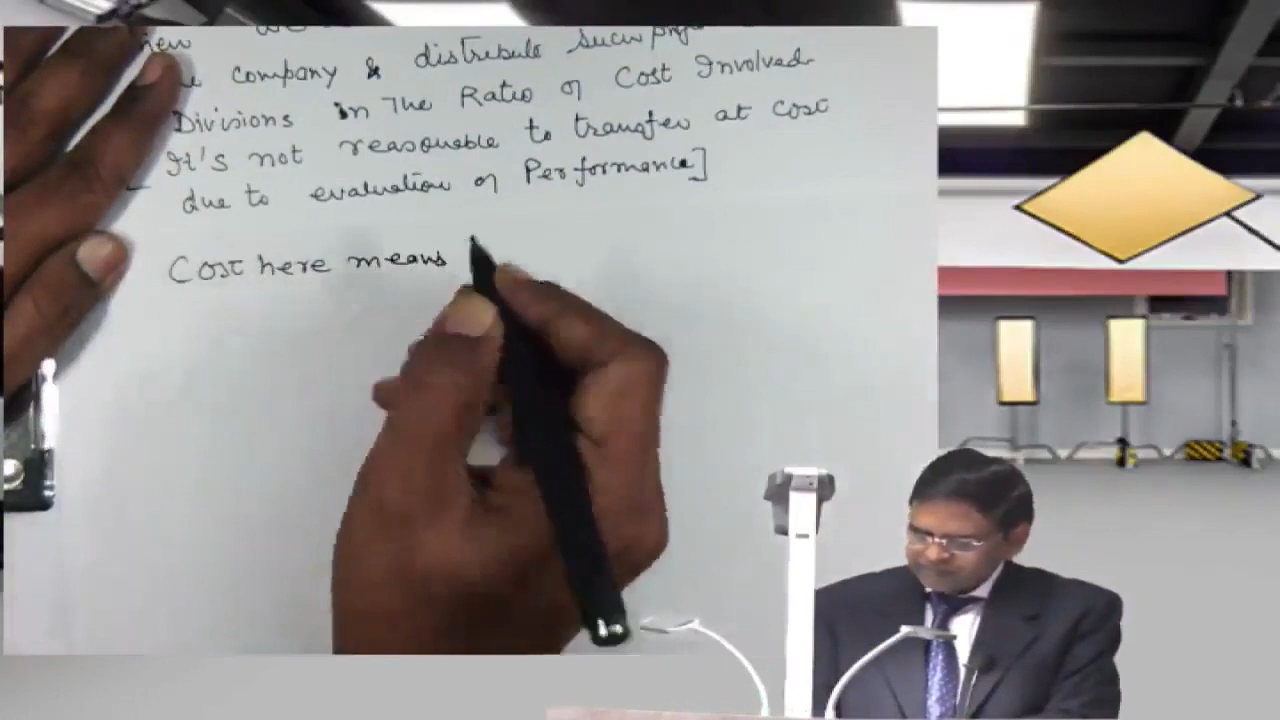 company & distribute
Divisions in The Ratio of Cost Involved
It's not reasonable to transfer at cost
due to evaluation of Performance]
Cost here means